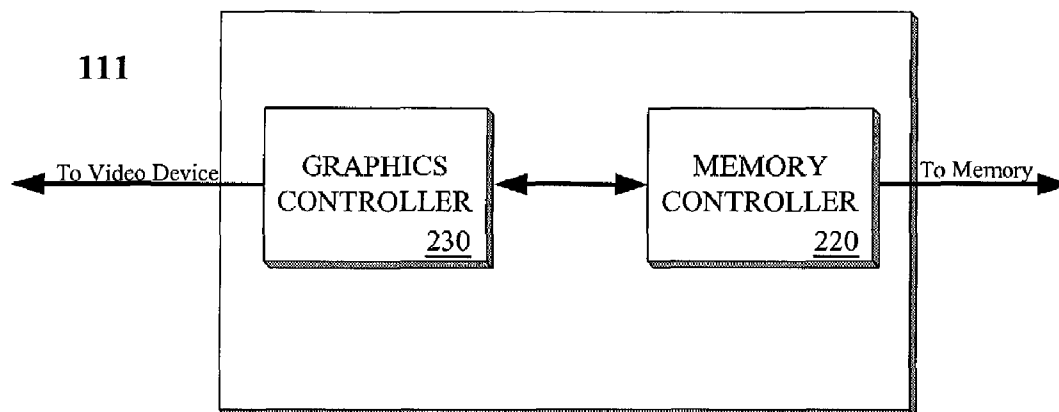 111
To Video Device
GRAPHICS
CONTROLLER
230
MEMORY
CONTROLLER
220
To Memory